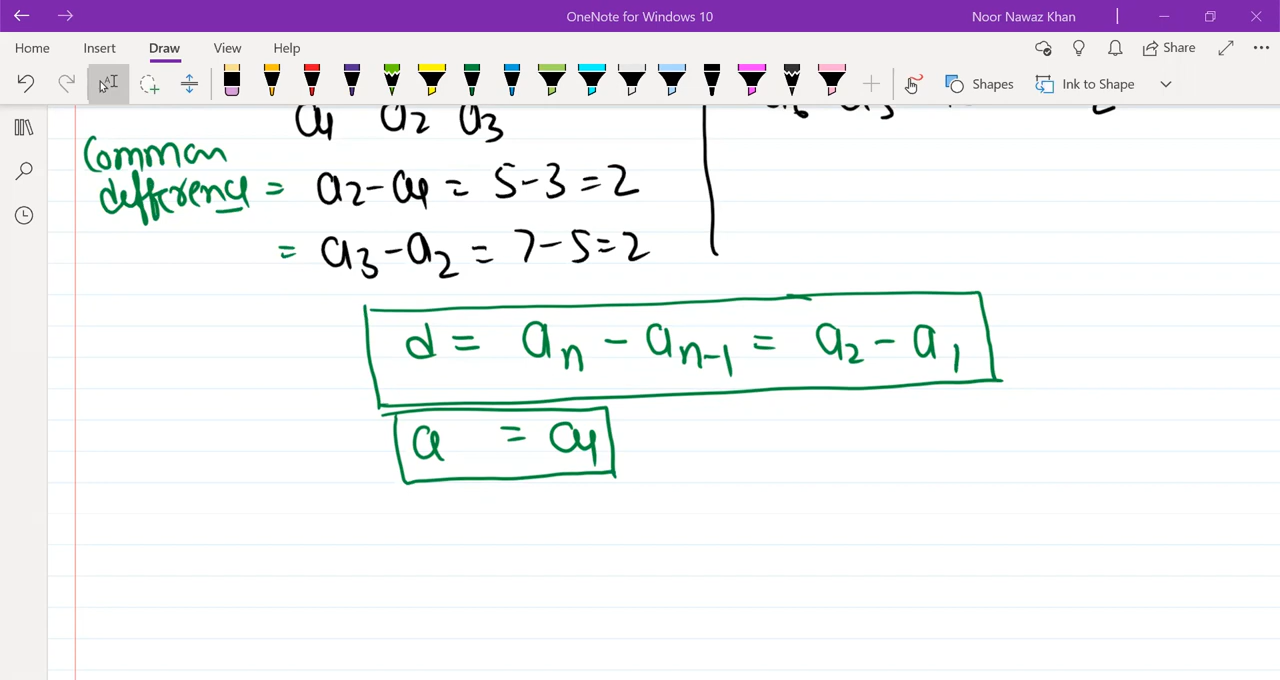 OneNote for Windows 10
Noor Nawaz Khan
Home Insert Draw View Help
Share
Shapes
Ink to Shape
a1 a2 a3
Common
difference = a2 - a1 = 5 - 3 = 2
= a3 - a2 = 7 - 5 = 2
d = an - an-1 = a2 - a1
a = a1